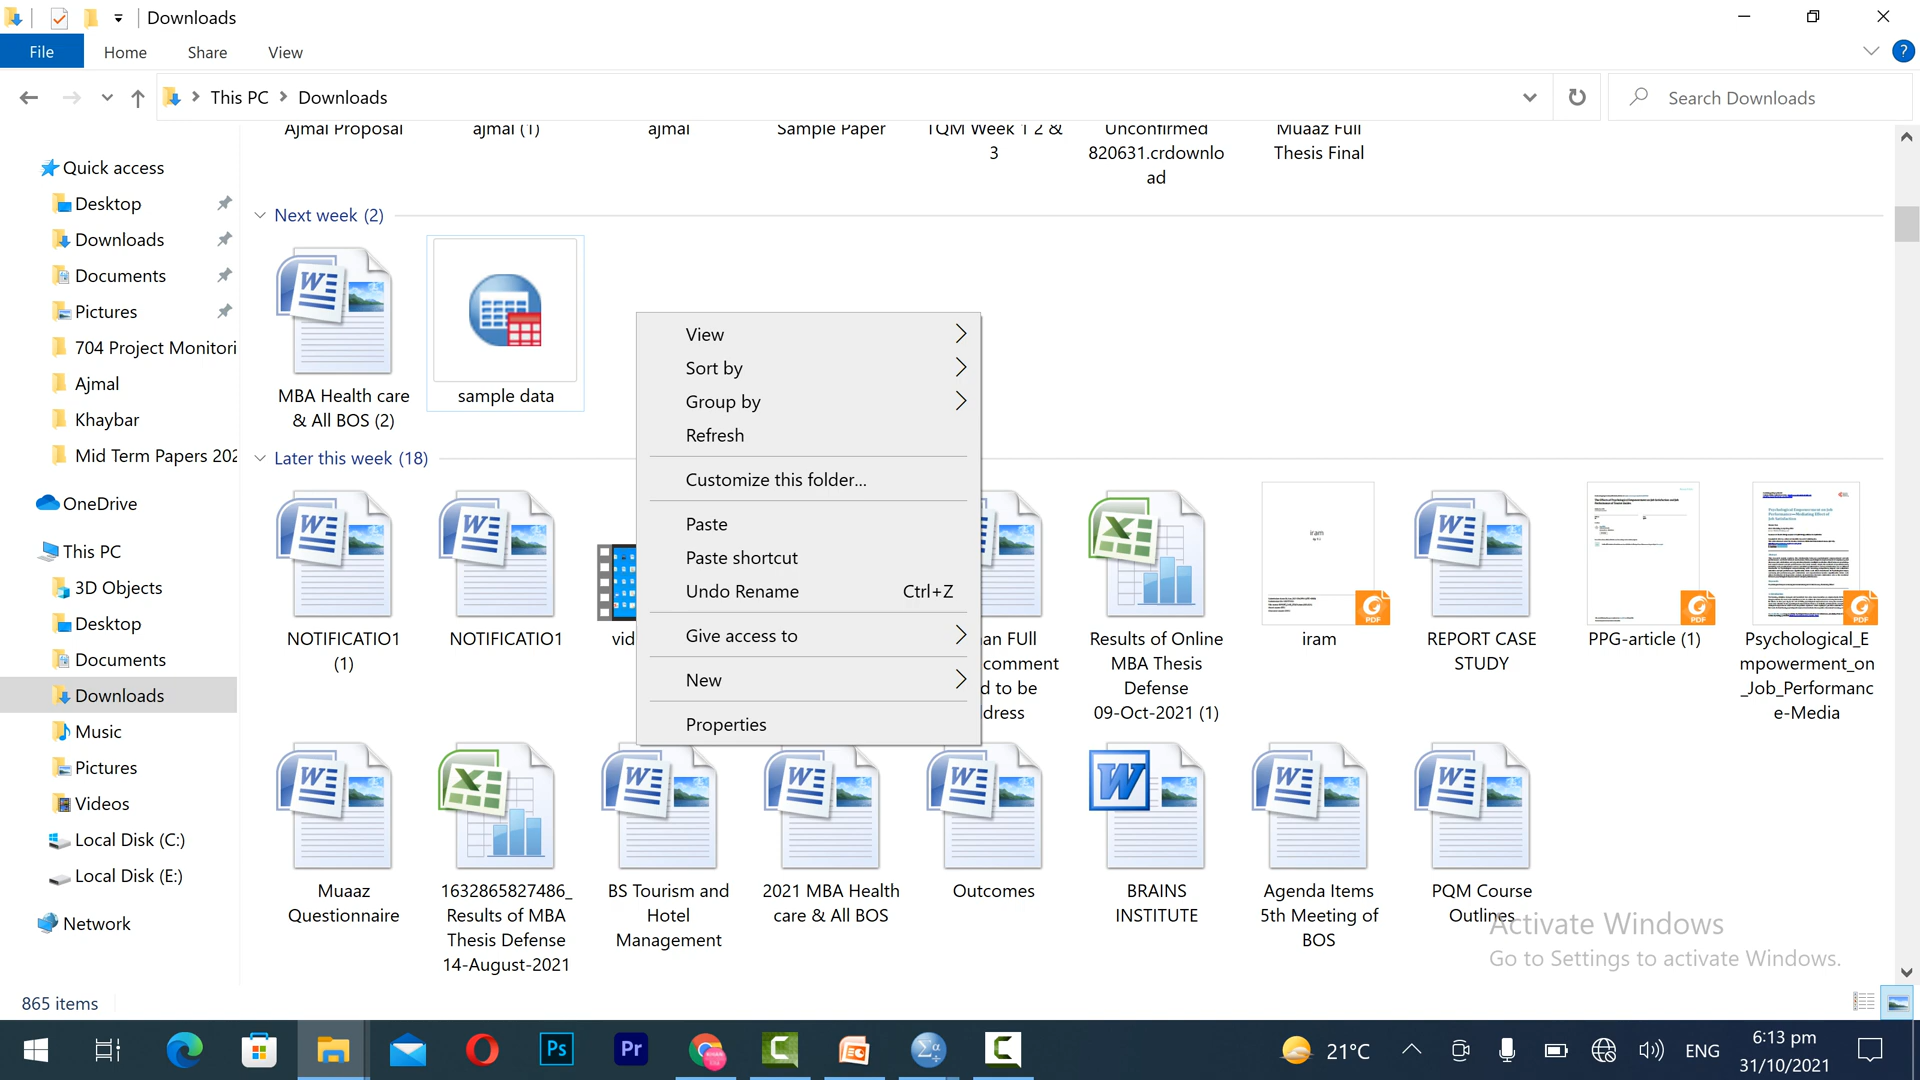 Downloads
File Home Share View
This PC Downloads
Search Downloads
Quick access
Desktop
Downloads
Documents
Pictures
704 Project Monitori
Ajmal
Khaybar
Mid Term Papers 202
OneDrive
This PC
3D Objects
Desktop
Documents
Downloads
Music
Pictures
Videos
Local Disk (C:)
Local Disk (E:)
Network
Ajmal Proposal
ajmal (1)
ajmal
Sample Paper
TQM Week 1 2 &
3
Unconfirmed
820631.crdownlo
ad
Muaaz Full
Thesis Final
Next week (2)
MBA Health care
& All BOS (2)
sample data
View
Sort by
Group by
Refresh
Customize this folder...
Paste
Paste shortcut
Undo Rename Ctrl+Z
Give access to
New
Properties
Later this week (18)
NOTIFICATIO1
(1)
NOTIFICATIO1
vid
an FUll
comment
d to be
dress
Results of Online
MBA Thesis
Defense
09-Oct-2021 (1)
iram
PDF
iram
REPORT CASE
STUDY
PDF
PPG-article (1)
PDF
Psychological_E
mpowerment_on
_Job_Performanc
e-Media
Muaaz
Questionnaire
1632865827486_
Results of MBA
Thesis Defense
14-August-2021
BS Tourism and
Hotel
Management
2021 MBA Health
care & All BOS
Outcomes
BRAINS
INSTITUTE
Agenda Items
5th Meeting of
BOS
PQM Course
Outlines
Activate Windows
Go to Settings to activate Windows.
865 items
Ps
Pr
21°C
ENG
6:13 pm
31/10/2021